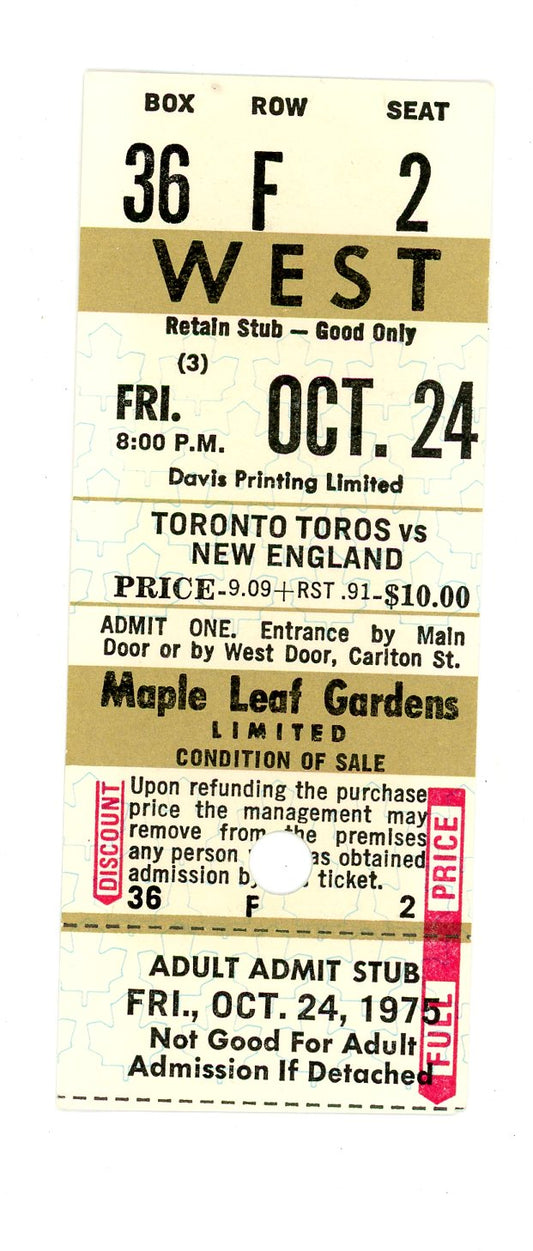 BOX ROW SEAT
36 F 2
WEST
Retain Stub — Good Only
(3)
FRI. OCT. 24
8:00 P.M.
Davis Printing Limited
TORONTO TOROS vs
NEW ENGLAND
PRICE-9.09+RST .91-$10.00
ADMIT ONE. Entrance by Main
Door or by West Door, Carlton St.
Maple Leaf Gardens
LIMITED
CONDITION OF SALE
Upon refunding the purchase
price the management may
remove from the premises
any person as obtained
admission b ticket.
DISCOUNT
FULL PRICE
36 F 2
ADULT ADMIT STUB
FRI., OCT. 24, 1975
Not Good For Adult
Admission If Detached